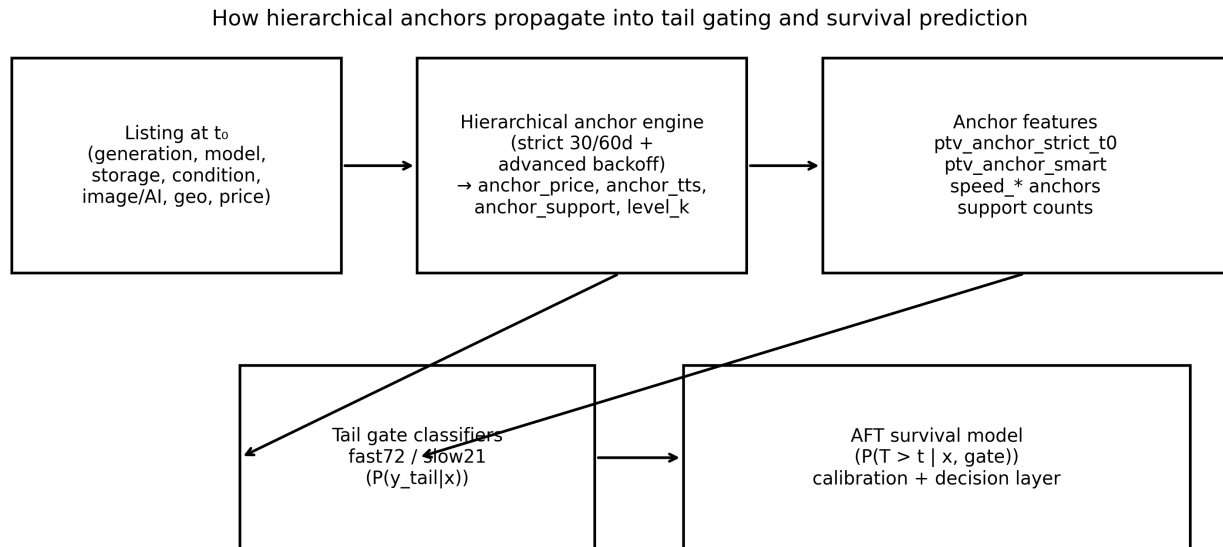 How hierarchical anchors propagate into tail gating and survival prediction
Listing at t₀
(generation, model,
storage, condition,
image/AI, geo, price)
Hierarchical anchor engine
(strict 30/60d +
advanced backoff)
→ anchor_price, anchor_tts,
anchor_support, level_k
Anchor features
ptv_anchor_strict_t0
ptv_anchor_smart
speed_* anchors
support counts
Tail gate classifiers
fast72 / slow21
(P(y_tail|x))
AFT survival model
(P(T > t | x, gate))
calibration + decision layer